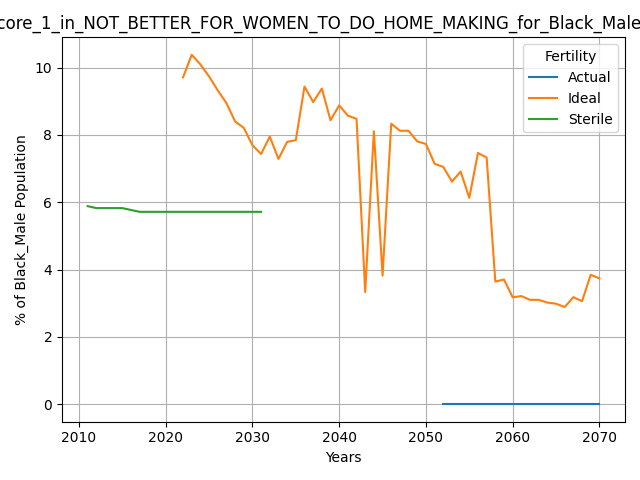 core_1_in_NOT_BETTER_FOR_WOMEN_TO_DO_HOME_MAKING_for_Black_Male
Fertility
Actual
Ideal
Sterile
% of Black_Male Population
10
8
6
4
2
0
2010 2020 2030 2040 2050 2060 2070
Years